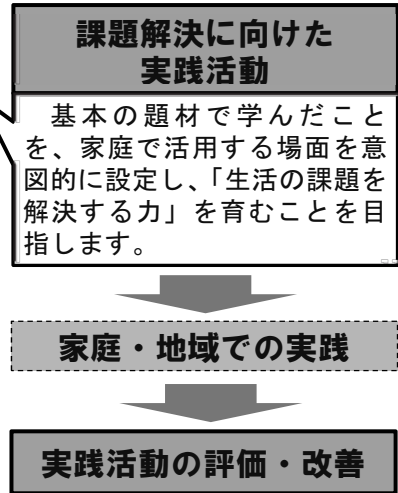 課題解決に向けた
実践活動
基本の題材で学んだこと
を、家庭で活用する場面を意
図的に設定し、「生活の課題を
解決する力」を育むことを目
指します。
家庭・地域での実践
実践活動の評価・改善